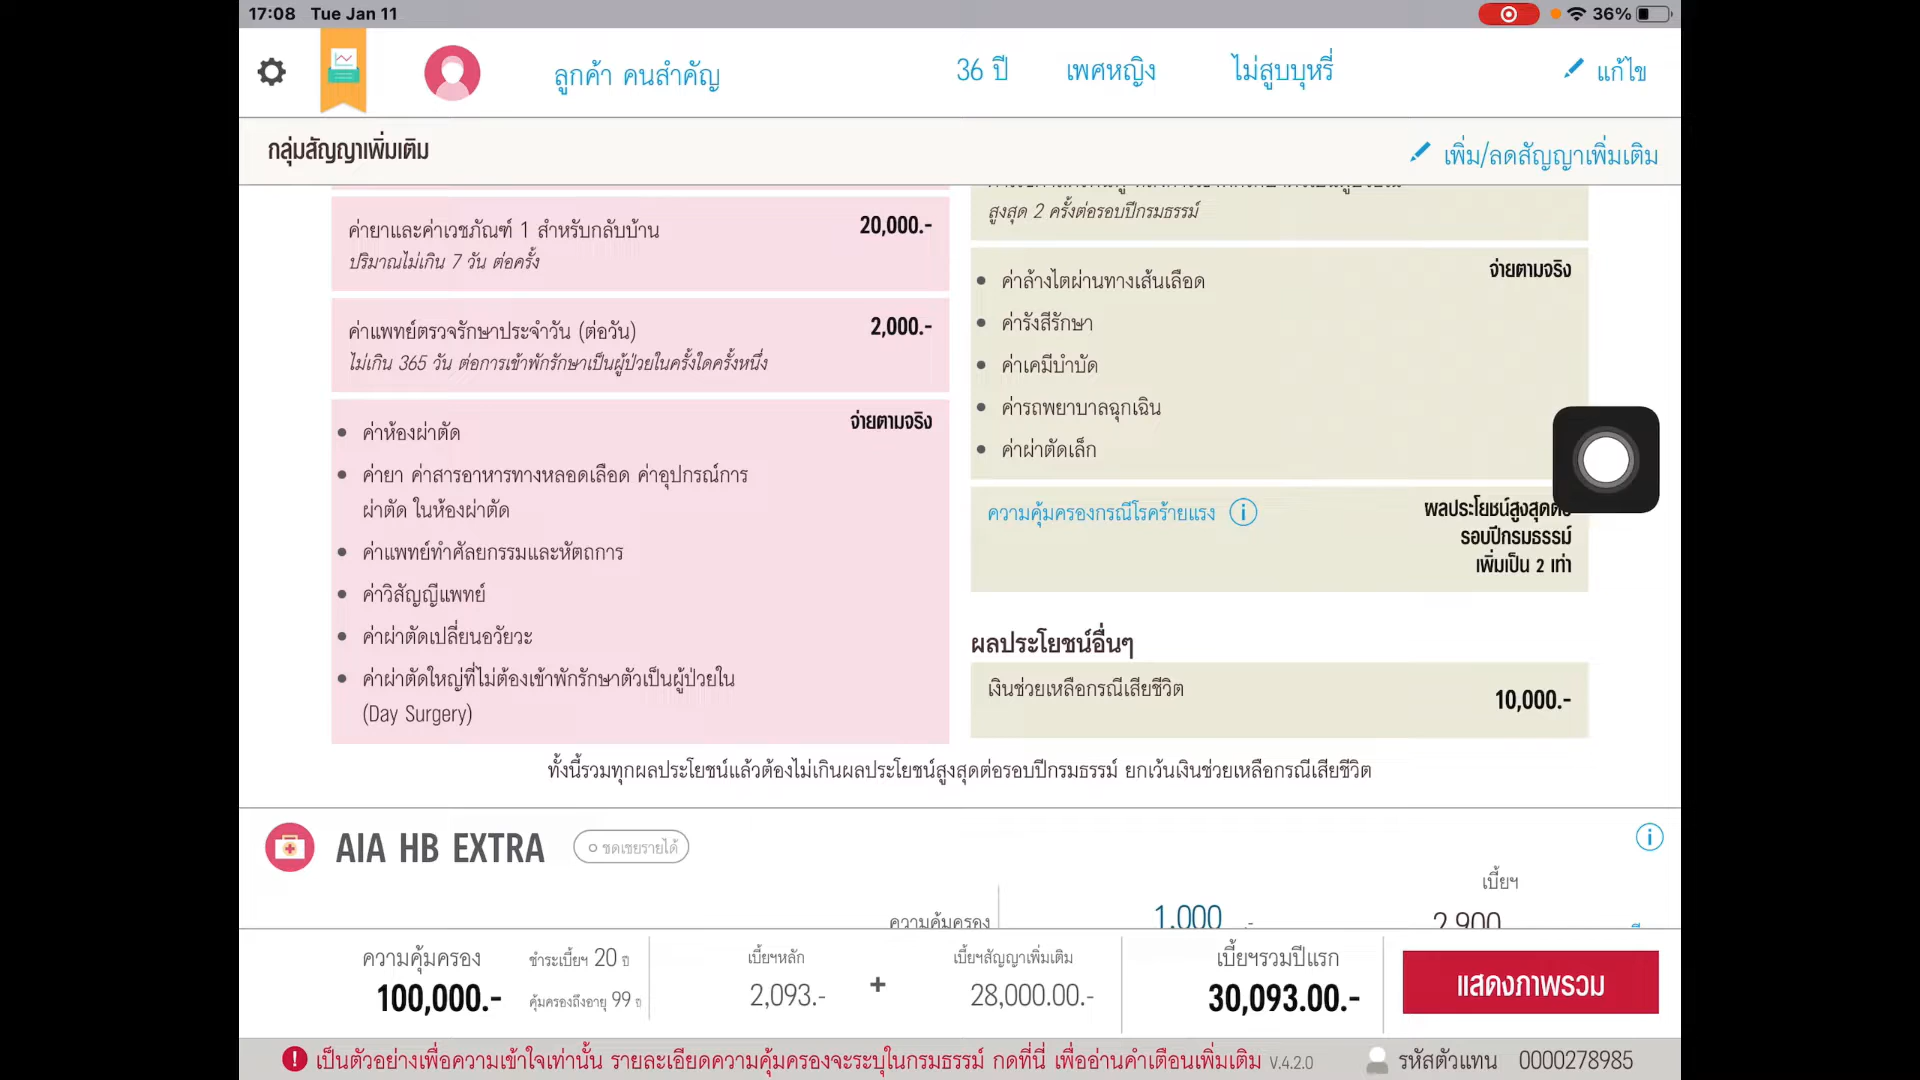 17:08 Tue Jan 11
36%
ลูกค้า คนสำคัญ
36 ปี
เพศหญิง
ไม่สูบบุหรี่
แก้ไข
กลุ่มสัญญาเพิ่มเติม
เพิ่ม/ลดสัญญาเพิ่มเติม
ค่ายาและค่าเวชภัณฑ์ 1 สำหรับกลับบ้าน
20,000.-
ปริมาณไม่เกิน 7 วัน ต่อครั้ง
ค่าแพทย์ตรวจรักษาประจำวัน (ต่อวัน)
2,000.-
ไม่เกิน 365 วัน ต่อการเข้าพักรักษาเป็นผู้ป่วยในครั้งใดครั้งหนึ่ง
จ่ายตามจริง
ค่าห้องผ่าตัด
ค่ายา ค่าสารอาหารทางหลอดเลือด ค่าอุปกรณ์การ
ผ่าตัด ในห้องผ่าตัด
ค่าแพทย์ทำศัลยกรรมและหัตถการ
ค่าวิสัญญีแพทย์
ค่าผ่าตัดเปลี่ยนอวัยวะ
ค่าผ่าตัดใหญ่ที่ไม่ต้องเข้าพักรักษาตัวเป็นผู้ป่วยใน
(Day Surgery)
สูงสุด 2 ครั้งต่อรอบปีกรมธรรม์
จ่ายตามจริง
ค่าล้างไตผ่านทางเส้นเลือด
ค่ารังสีรักษา
ค่าเคมีบำบัด
ค่ารถพยาบาลฉุกเฉิน
ค่าผ่าตัดเล็ก
ความคุ้มครองกรณีโรคร้ายแรง
ผลประโยชน์สูงสุดต่อ
รอบปีกรมธรรม์
เพิ่มเป็น 2 เท่า
ผลประโยชน์อื่นๆ
เงินช่วยเหลือกรณีเสียชีวิต
10,000.-
ทั้งนี้รวมทุกผลประโยชน์แล้วต้องไม่เกินผลประโยชน์สูงสุดต่อรอบปีกรมธรรม์ ยกเว้นเงินช่วยเหลือกรณีเสียชีวิต
AIA HB EXTRA
ชดเชยรายได้
เบี้ยฯ
ความคุ้มครอง
1,000 .-
2,900
ความคุ้มครอง
100,000.-
ชำระเบี้ยฯ 20 ปี
คุ้มครองถึงอายุ 99 ปี
เบี้ยฯหลัก
2,093.-
+
เบี้ยฯสัญญาเพิ่มเติม
28,000.00.-
เบี้ยฯรวมปีแรก
30,093.00.-
แสดงภาพรวม
เป็นตัวอย่างเพื่อความเข้าใจเท่านั้น รายละเอียดความคุ้มครองจะระบุในกรมธรรม์ กดที่นี่ เพื่ออ่านคำเตือนเพิ่มเติม V.4.2.0
รหัสตัวแทน 0000278985